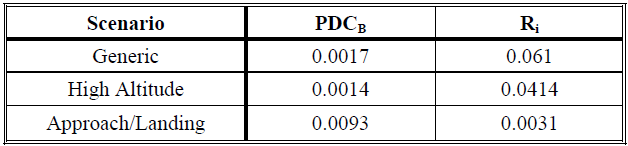 Scenario PDC_B R_i
Generic 0.0017 0.061
High Altitude 0.0014 0.0414
Approach/Landing 0.0093 0.0031